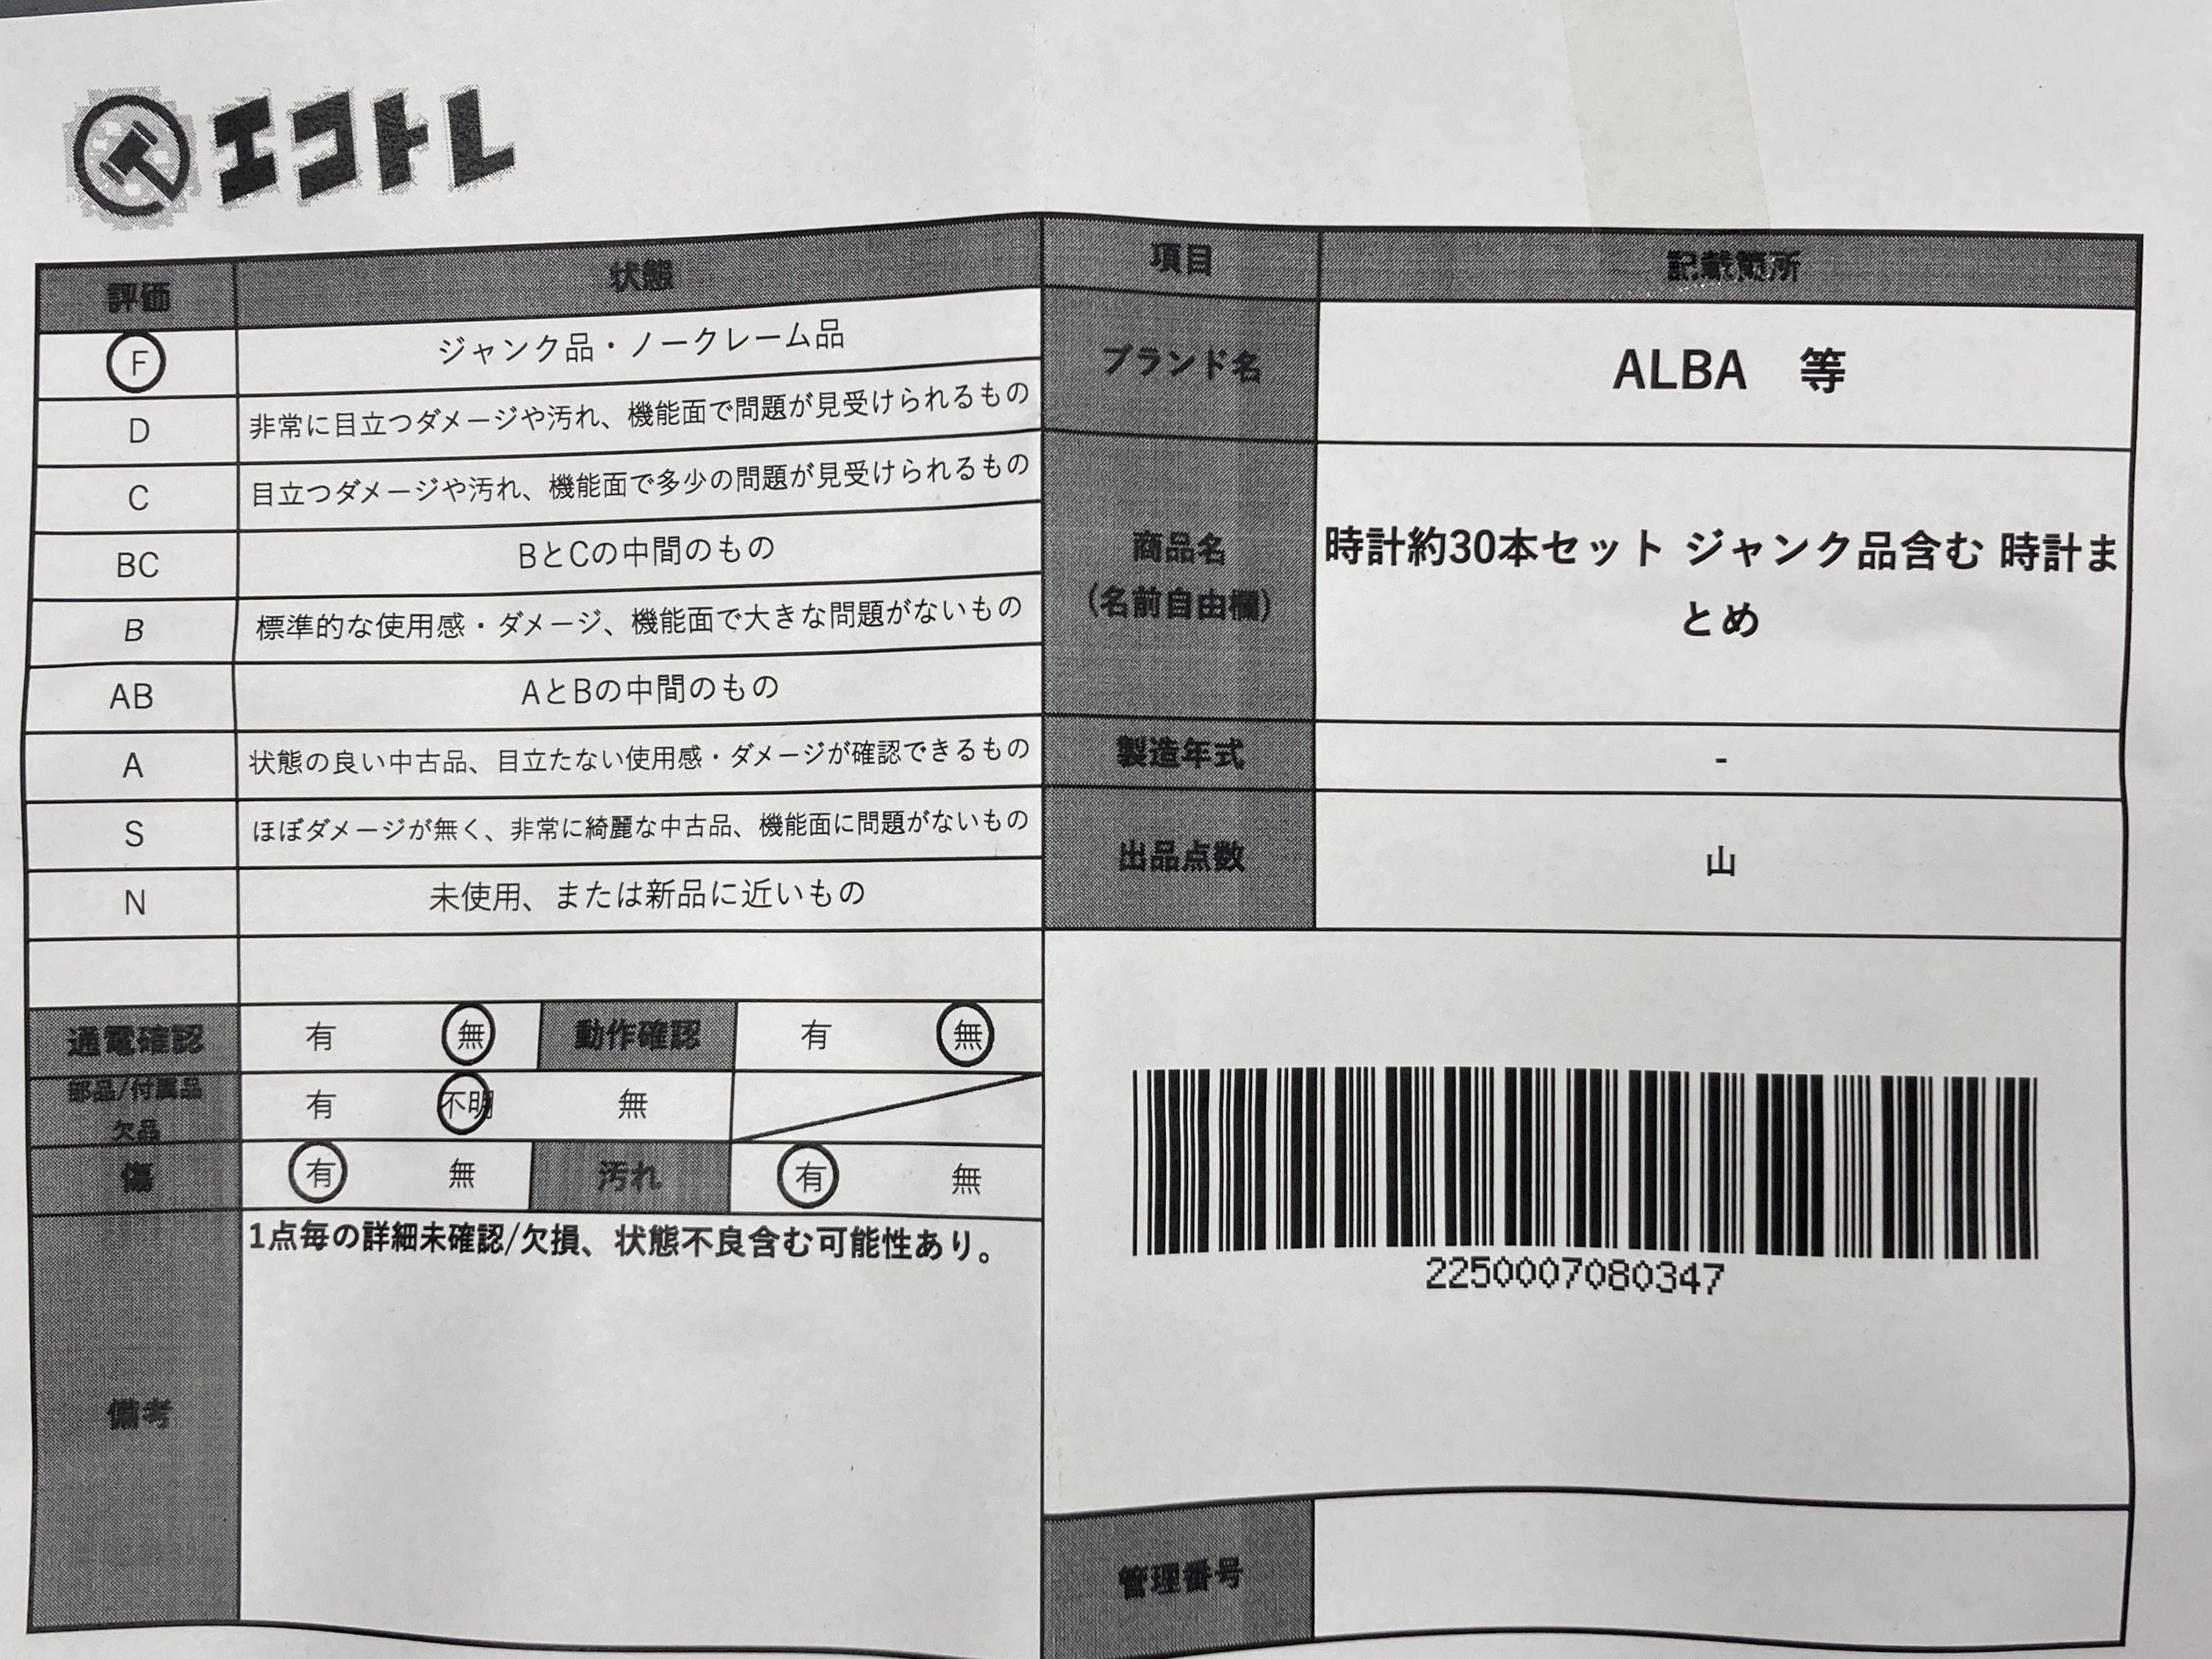 エコトレ
評価 状態
F ジャンク品・ノークレーム品
D 非常に目立つダメージや汚れ、機能面で問題が見受けられるもの
C 目立つダメージや汚れ、機能面で多少の問題が見受けられるもの
BC BとCの中間のもの
B 標準的な使用感・ダメージ、機能面で大きな問題がないもの
AB AとBの中間のもの
A 状態の良い中古品、目立たない使用感・ダメージが確認できるもの
S ほぼダメージが無く、非常に綺麗な中古品、機能面に問題がないもの
N 未使用、または新品に近いもの
通電確認 有 無 動作確認 有 無
部品/付属品
欠品 有 不明 無
傷 有 無 汚れ 有 無
備考 1点毎の詳細未確認/欠損、状態不良含む可能性あり。
項目 記載箇所
ブランド名 ALBA 等
商品名
(名前自由欄)
時計約30本セット ジャンク品含む 時計ま
とめ
製造年式 -
出品点数 山
2250007080347
管理番号